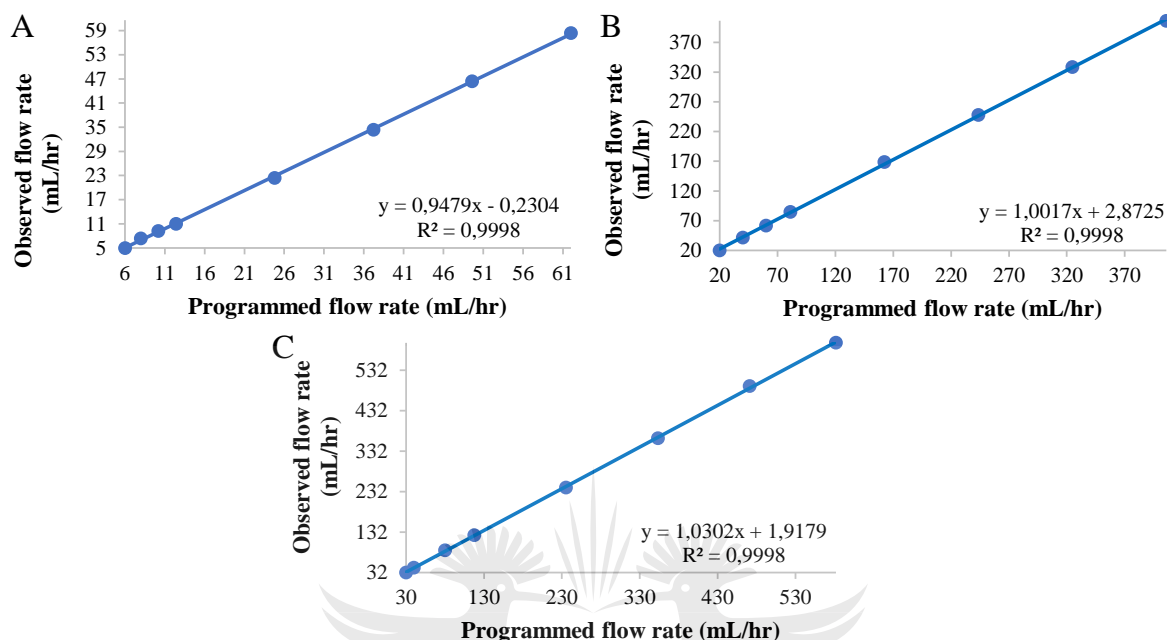 A
Observed flow rate
(mL/hr)
59
53
47
41
35
29
23
17
11
5
6 11 16 21 26 31 36 41 46 51 56 61
y = 0,9479x - 0,2304
R² = 0,9998
Programmed flow rate (mL/hr)
B
Observed flow rate
(mL/hr)
370
320
270
220
170
120
70
20
20 70 120 170 220 270 320 370
y = 1,0017x + 2,8725
R² = 0,9998
Programmed flow rate (mL/hr)
C
Observed flow rate
(mL/hr)
532
432
332
232
132
32
30 130 230 330 430 530
y = 1,0302x + 1,9179
R² = 0,9998
Programmed flow rate (mL/hr)